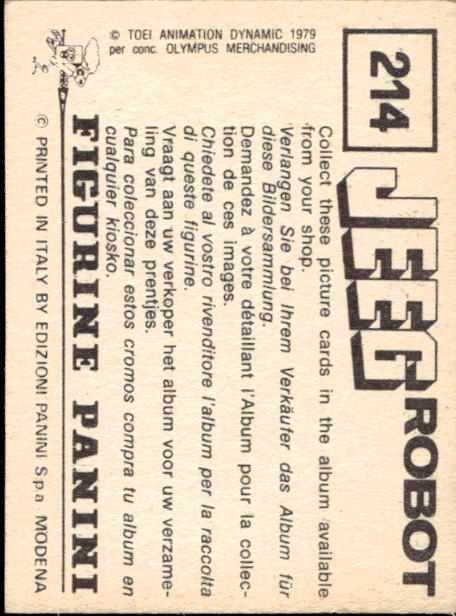 214
JEEG ROBOT
Collect these picture cards in the album available
from your shop.
Verlangen Sie bei Ihrem Verkäufer das Album für
diese Bildersammlung.
Demandez à votre détaillant l'Album pour la collec-
tion de ces images.
Chiedete al vostro rivenditore l'album per la raccolta
di queste figurine.
Vraagt aan uw verkoper het album voor uw verzame-
ling van deze prentjes.
Para coleccionar estos cromos compra tu album en
cualquier kiosko.
FIGURINE PANINI
© PRINTED IN ITALY BY EDIZIONI PANINI S.p.a. MODENA
© TOEI ANIMATION DYNAMIC 1979
per conc. OLYMPUS MERCHANDISING